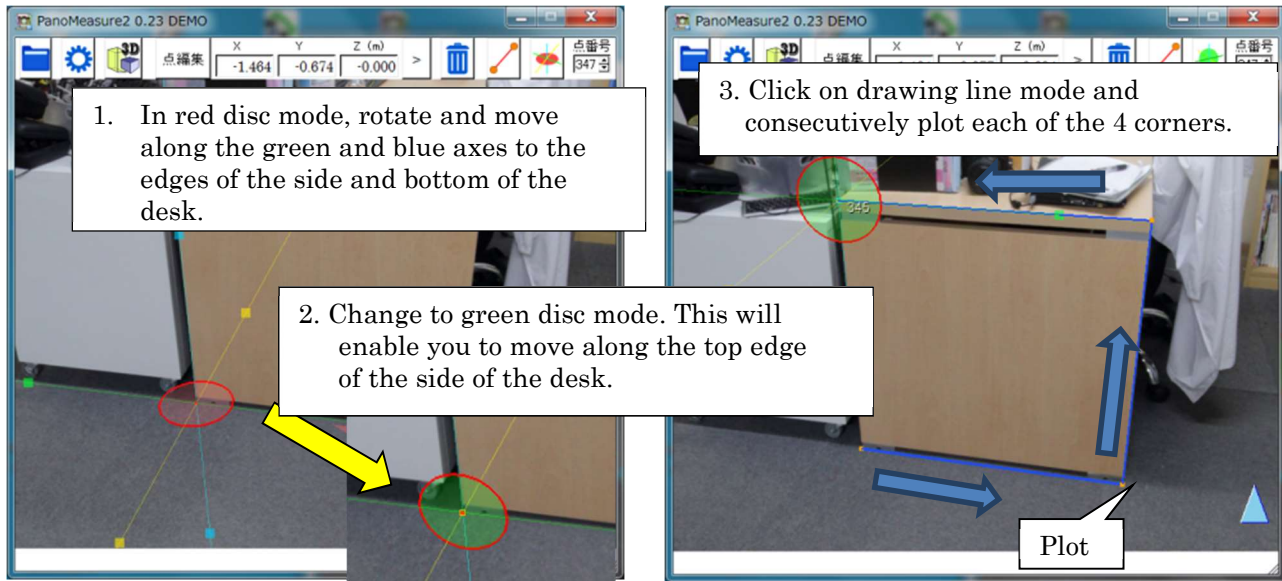 PanoMeasure2 0.23 DEMO
3D
点編集
X Y Z (m)
-1.464 -0.674 -0.000
>
点番号
347
1. In red disc mode, rotate and move
along the green and blue axes to the
edges of the side and bottom of the
desk.
2. Change to green disc mode. This will
enable you to move along the top edge
of the side of the desk.
PanoMeasure2 0.23 DEMO
3D
点編集
X Y Z (m)
>
点番号
3. Click on drawing line mode and
consecutively plot each of the 4 corners.
346
Plot